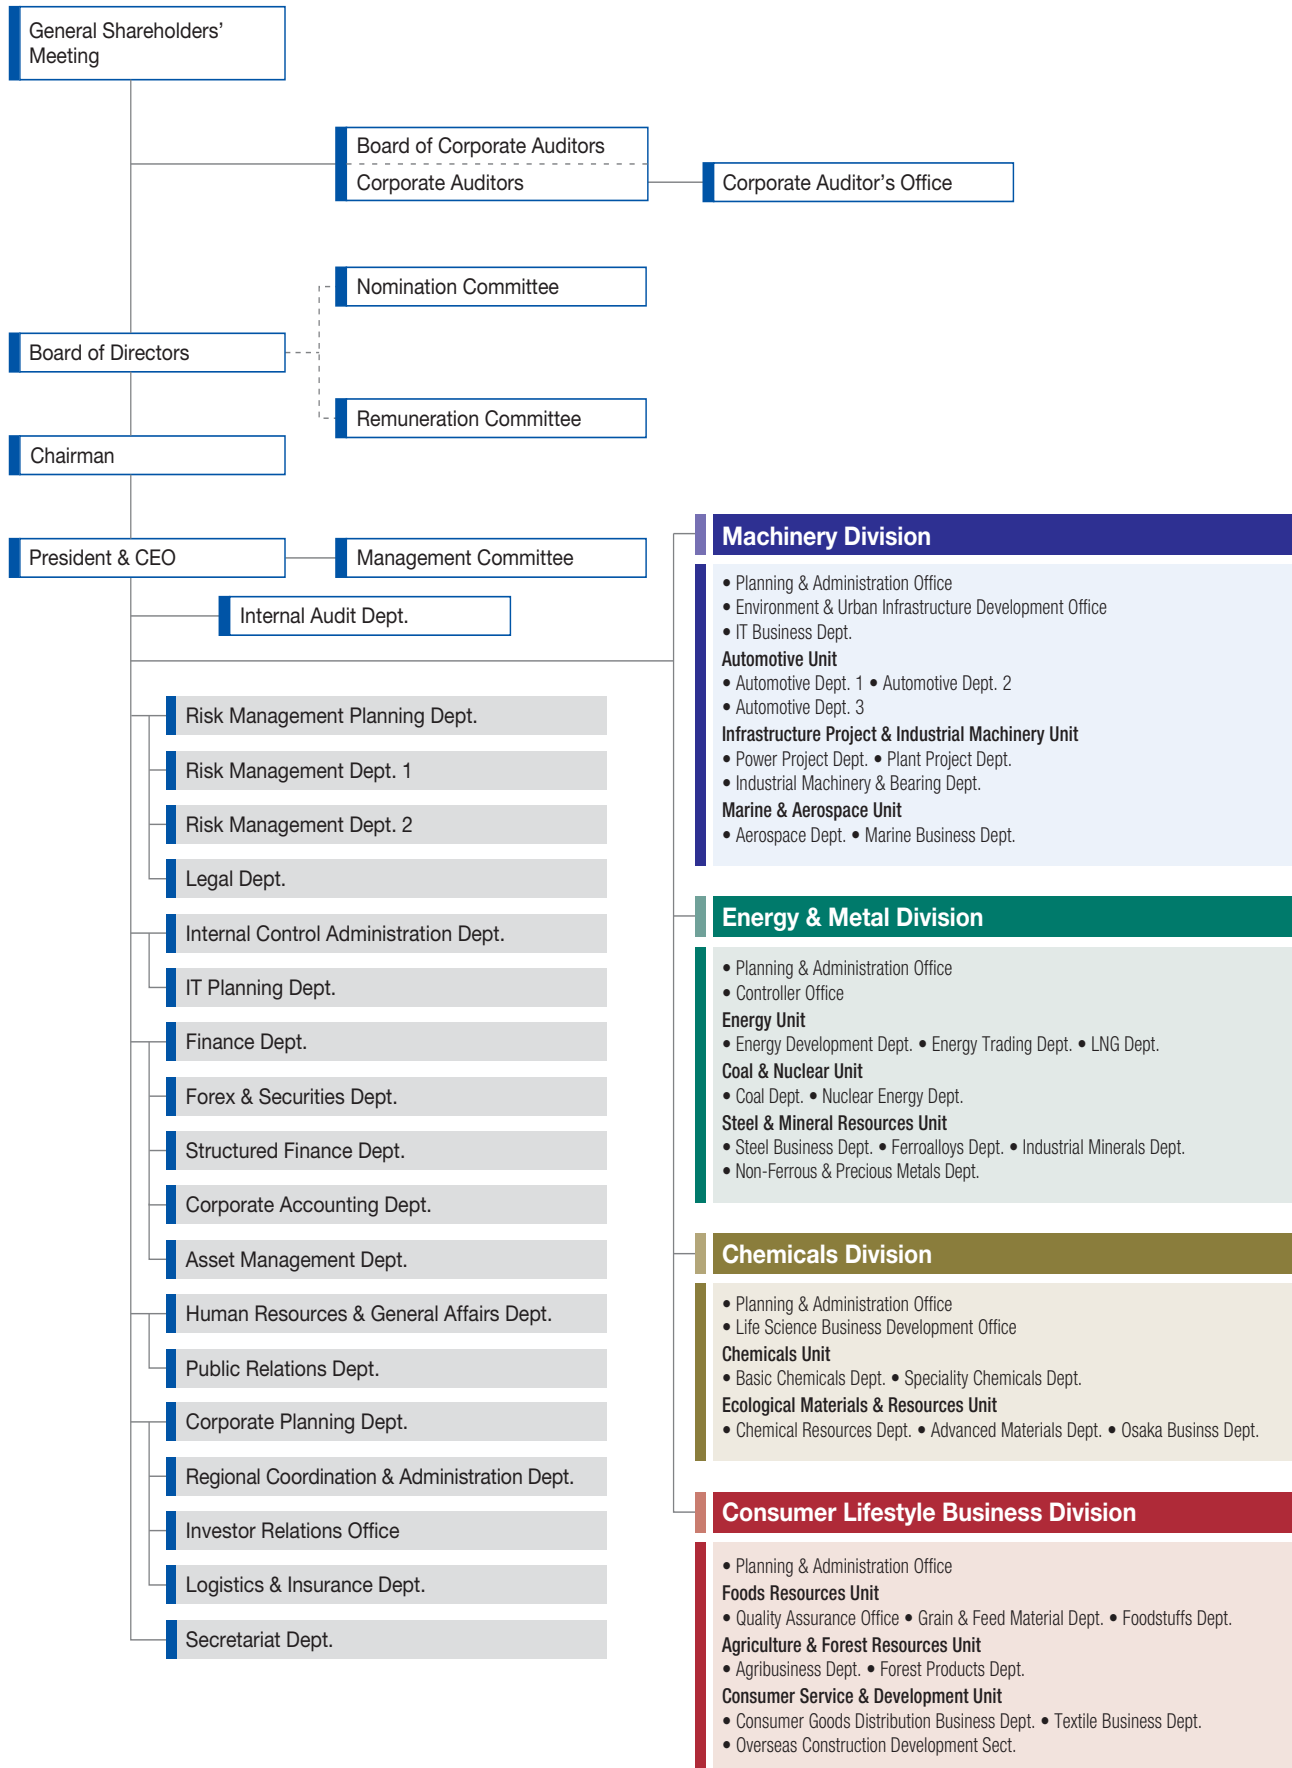 General Shareholders'
Meeting
Board of Corporate Auditors
Corporate Auditors
Corporate Auditor's Office
Nomination Committee
Board of Directors
Remuneration Committee
Chairman
President & CEO
Management Committee
Internal Audit Dept.
Risk Management Planning Dept.
Risk Management Dept. 1
Risk Management Dept. 2
Legal Dept.
Internal Control Administration Dept.
IT Planning Dept.
Finance Dept.
Forex & Securities Dept.
Structured Finance Dept.
Corporate Accounting Dept.
Asset Management Dept.
Human Resources & General Affairs Dept.
Public Relations Dept.
Corporate Planning Dept.
Regional Coordination & Administration Dept.
Investor Relations Office
Logistics & Insurance Dept.
Secretariat Dept.
Machinery Division
• Planning & Administration Office
• Environment & Urban Infrastructure Development Office
• IT Business Dept.
Automotive Unit
• Automotive Dept. 1 • Automotive Dept. 2
• Automotive Dept. 3
Infrastructure Project & Industrial Machinery Unit
• Power Project Dept. • Plant Project Dept.
• Industrial Machinery & Bearing Dept.
Marine & Aerospace Unit
• Aerospace Dept. • Marine Business Dept.
Energy & Metal Division
• Planning & Administration Office
• Controller Office
Energy Unit
• Energy Development Dept. • Energy Trading Dept. • LNG Dept.
Coal & Nuclear Unit
• Coal Dept. • Nuclear Energy Dept.
Steel & Mineral Resources Unit
• Steel Business Dept. • Ferroalloys Dept. • Industrial Minerals Dept.
• Non-Ferrous & Precious Metals Dept.
Chemicals Division
• Planning & Administration Office
• Life Science Business Development Office
Chemicals Unit
• Basic Chemicals Dept. • Speciality Chemicals Dept.
Ecological Materials & Resources Unit
• Chemical Resources Dept. • Advanced Materials Dept. • Osaka Businss Dept.
Consumer Lifestyle Business Division
• Planning & Administration Office
Foods Resources Unit
• Quality Assurance Office • Grain & Feed Material Dept. • Foodstuffs Dept.
Agriculture & Forest Resources Unit
• Agribusiness Dept. • Forest Products Dept.
Consumer Service & Development Unit
• Consumer Goods Distribution Business Dept. • Textile Business Dept.
• Overseas Construction Development Sect.